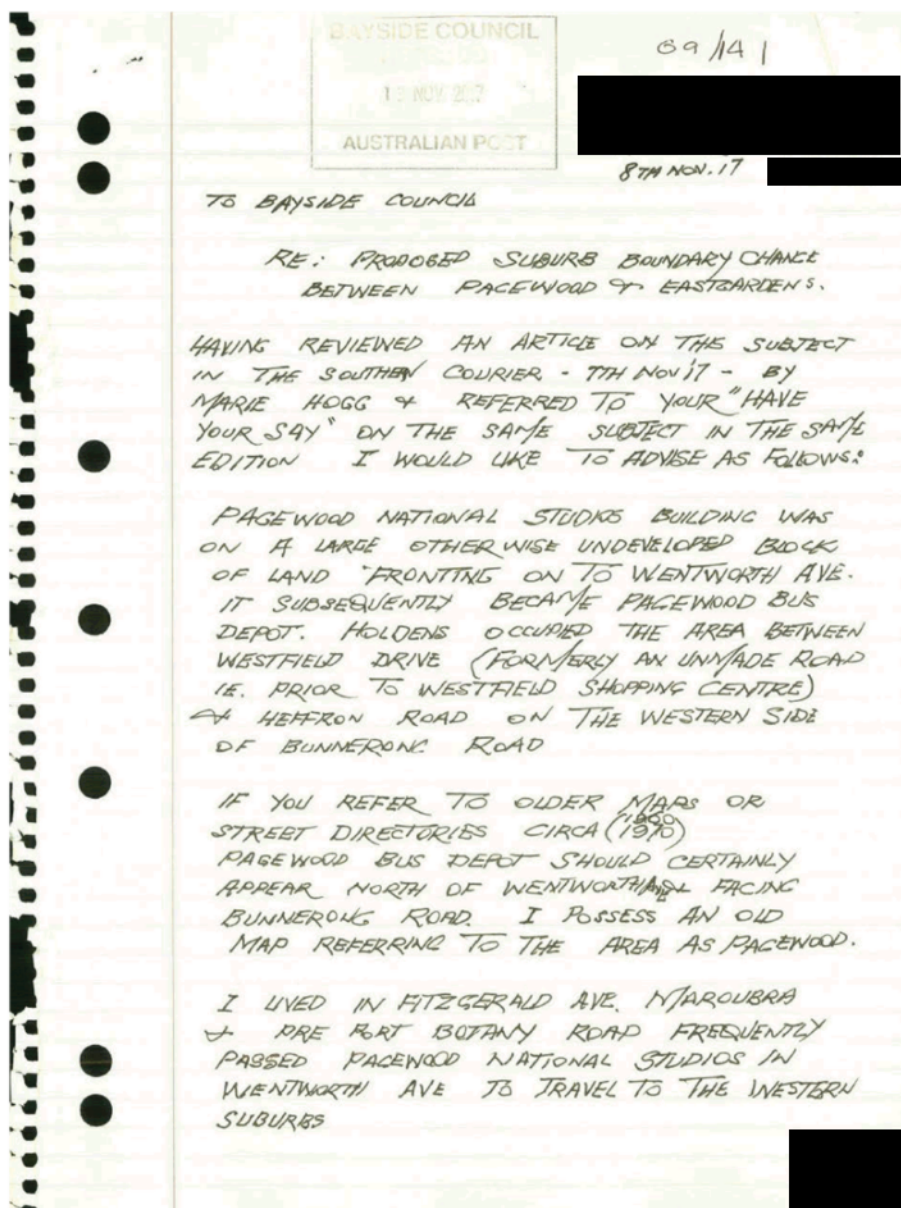 BAYSIDE COUNCIL
13 NOV 2017
AUSTRALIAN POST
09/14 1
8TH NOV. 17
TO BAYSIDE COUNCIL
RE: PROPOSED SUBURB BOUNDARY CHANGE
BETWEEN PAGEWOOD & EASTGARDENS.
HAVING REVIEWED AN ARTICLE ON THE SUBJECT
IN THE SOUTHERN COURIER - 7TH NOV 17 - BY
MARIE HOGG & REFERRED TO YOUR "HAVE
YOUR SAY" ON THE SAME SUBJECT IN THE SAME
EDITION I WOULD LIKE TO ADVISE AS FOLLOWS:
PAGEWOOD NATIONAL STUDIOS BUILDING WAS
ON A LARGE OTHERWISE UNDEVELOPED BLOCK
OF LAND FRONTING ON TO WENTWORTH AVE.
IT SUBSEQUENTLY BECAME PAGEWOOD BUS
DEPOT. HOLDENS OCCUPIED THE AREA BETWEEN
WESTFIELD DRIVE (FORMERLY AN UNMADE ROAD
IE. PRIOR TO WESTFIELD SHOPPING CENTRE)
& HEFFRON ROAD ON THE WESTERN SIDE
OF BUNNERONG ROAD
IF YOU REFER TO OLDER MAPS OR
STREET DIRECTORIES CIRCA (1960 1970)
PAGEWOOD BUS DEPOT SHOULD CERTAINLY
APPEAR NORTH OF WENTWORTH AVE FACING
BUNNERONG ROAD. I POSSESS AN OLD
MAP REFERRING TO THE AREA AS PAGEWOOD.
I LIVED IN FITZGERALD AVE. MAROUBRA
& PRE PORT BOTANY ROAD FREQUENTLY
PASSED PAGEWOOD NATIONAL STUDIOS IN
WENTWORTH AVE TO TRAVEL TO THE WESTERN
SUBURBS